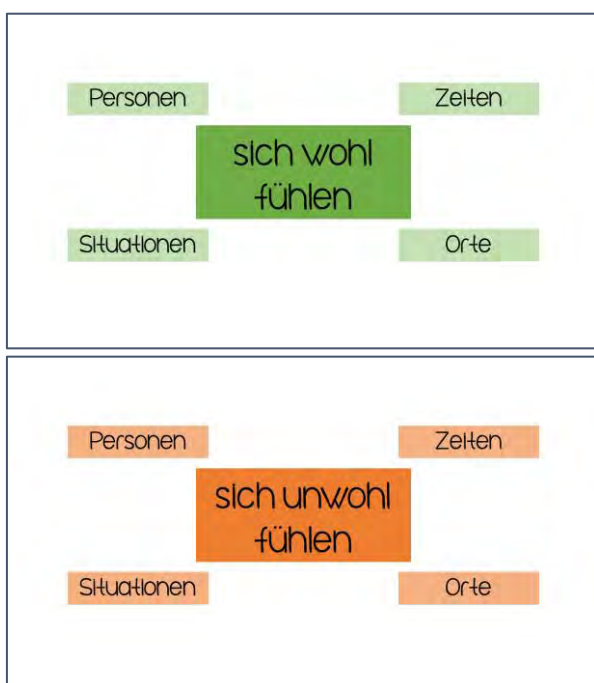 Personen
Zeiten
sich wohl
fühlen
Situationen
Orte
Personen
Zeiten
sich unwohl
fühlen
Situationen
Orte